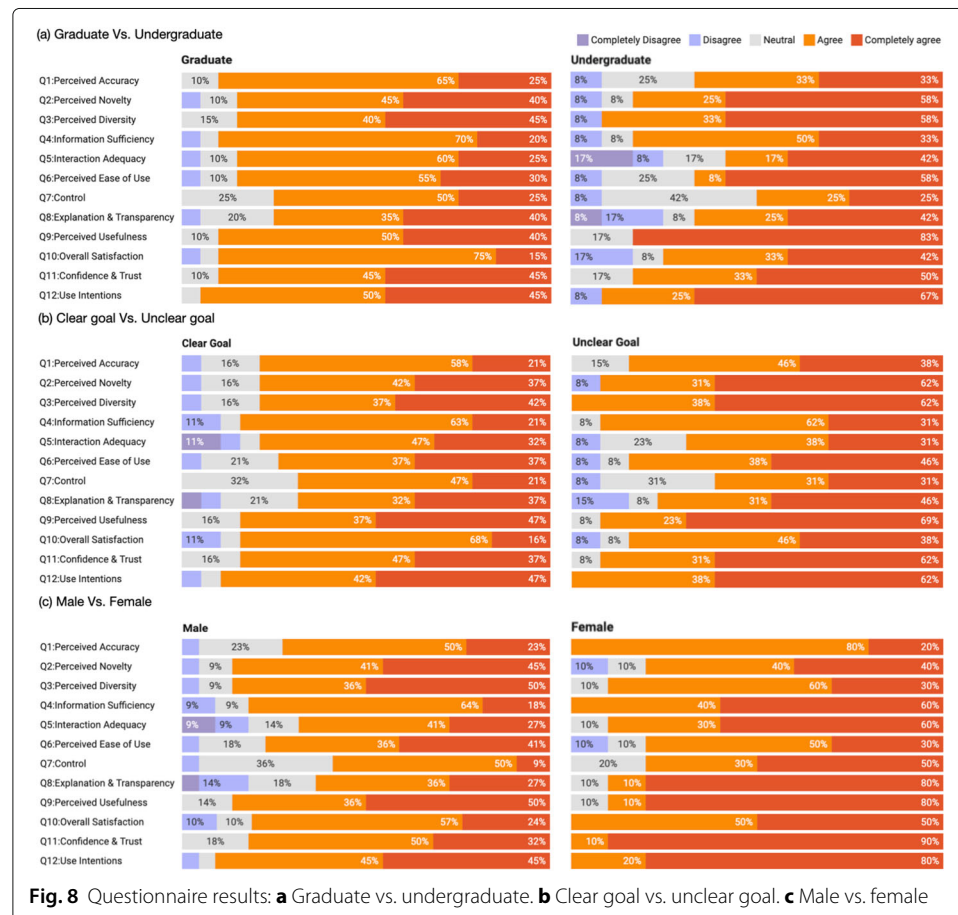 (a) Graduate Vs. Undergraduate
Completely Disagree Disagree Neutral Agree Completely agree
Graduate Undergraduate
Q1:Perceived Accuracy 10% 65% 25% 8% 25% 33% 33%
Q2:Perceived Novelty 10% 45% 40% 8% 8% 25% 58%
Q3:Perceived Diversity 15% 40% 45% 8% 33% 58%
Q4:Information Sufficiency 70% 20% 8% 8% 50% 33%
Q5:Interaction Adequacy 10% 60% 25% 17% 8% 17% 17% 42%
Q6:Perceived Ease of Use 10% 55% 30% 8% 25% 8% 58%
Q7:Control 25% 50% 25% 8% 42% 25% 25%
Q8:Explanation & Transparency 20% 35% 40% 8% 17% 8% 25% 42%
Q9:Perceived Usefulness 10% 50% 40% 17% 83%
Q10:Overall Satisfaction 75% 15% 17% 8% 33% 42%
Q11:Confidence & Trust 10% 45% 45% 17% 33% 50%
Q12:Use Intentions 50% 45% 8% 25% 67%
(b) Clear goal Vs. Unclear goal
Clear Goal Unclear Goal
Q1:Perceived Accuracy 16% 58% 21% 15% 46% 38%
Q2:Perceived Novelty 16% 42% 37% 8% 31% 62%
Q3:Perceived Diversity 16% 37% 42% 38% 62%
Q4:Information Sufficiency 11% 63% 21% 8% 62% 31%
Q5:Interaction Adequacy 11% 47% 32% 8% 23% 38% 31%
Q6:Perceived Ease of Use 21% 37% 37% 8% 8% 38% 46%
Q7:Control 32% 47% 21% 8% 31% 31% 31%
Q8:Explanation & Transparency 21% 32% 37% 15% 8% 31% 46%
Q9:Perceived Usefulness 16% 37% 47% 8% 23% 69%
Q10:Overall Satisfaction 11% 68% 16% 8% 8% 46% 38%
Q11:Confidence & Trust 16% 47% 37% 8% 31% 62%
Q12:Use Intentions 42% 47% 38% 62%
(c) Male Vs. Female
Male Female
Q1:Perceived Accuracy 23% 50% 23% 80% 20%
Q2:Perceived Novelty 9% 41% 45% 10% 10% 40% 40%
Q3:Perceived Diversity 9% 36% 50% 10% 60% 30%
Q4:Information Sufficiency 9% 9% 64% 18% 40% 60%
Q5:Interaction Adequacy 9% 9% 14% 41% 27% 10% 30% 60%
Q6:Perceived Ease of Use 18% 36% 41% 10% 10% 50% 30%
Q7:Control 36% 50% 9% 20% 30% 50%
Q8:Explanation & Transparency 14% 18% 36% 27% 10% 10% 80%
Q9:Perceived Usefulness 14% 36% 50% 10% 10% 80%
Q10:Overall Satisfaction 10% 10% 57% 24% 50% 50%
Q11:Confidence & Trust 18% 50% 32% 10% 90%
Q12:Use Intentions 45% 45% 20% 80%
Fig. 8 Questionnaire results: a Graduate vs. undergraduate. b Clear goal vs. unclear goal. c Male vs. female